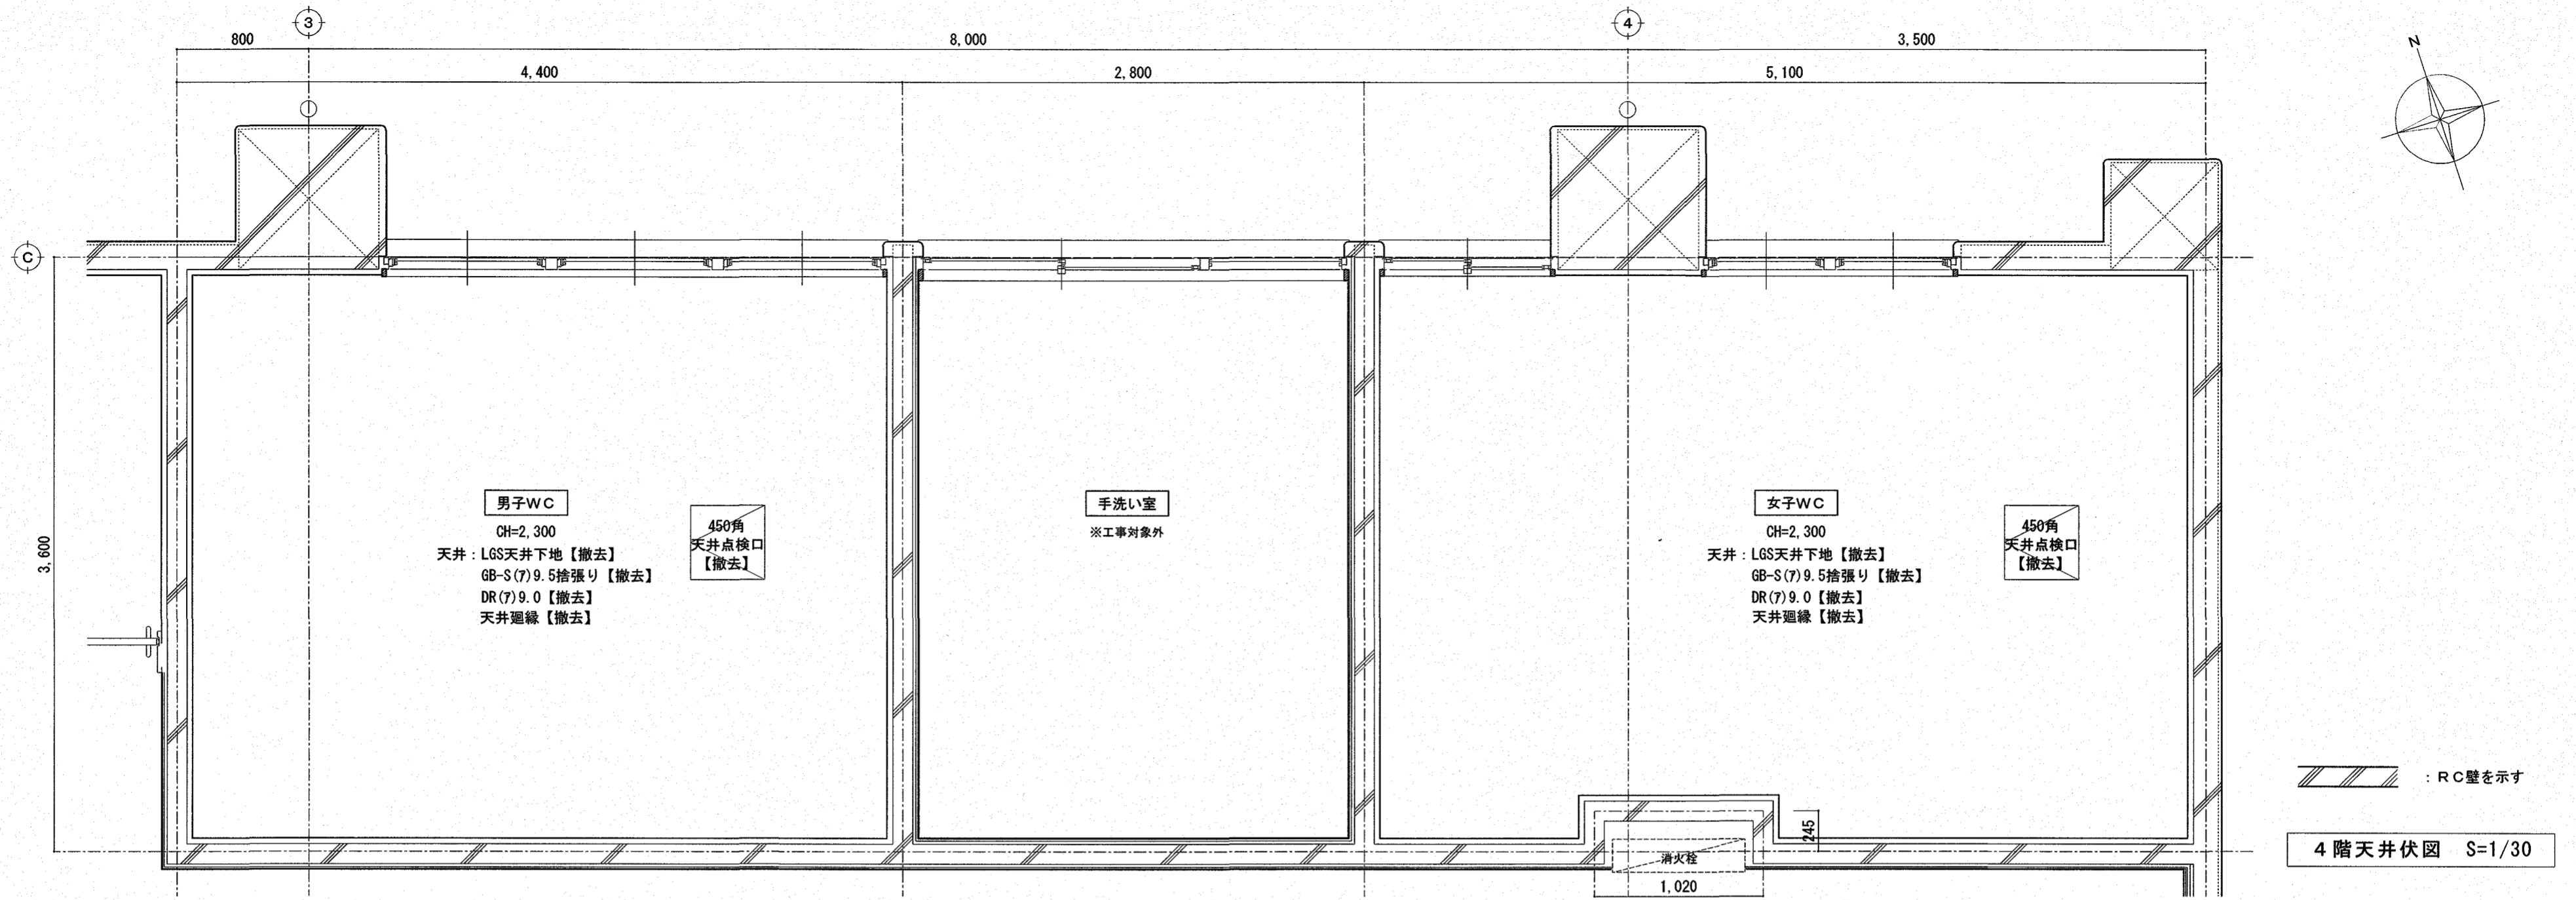 3
4
800
8,000
3,500
N
4,400
2,800
5,100
C
3,600
男子WC
CH=2,300
天井：LGS天井下地【撤去】
GB-S(ｱ)9.5捨張り【撤去】
DR(ｱ)9.0【撤去】
天井廻縁【撤去】
450角
天井点検口
【撤去】
手洗い室
※工事対象外
女子WC
CH=2,300
天井：LGS天井下地【撤去】
GB-S(ｱ)9.5捨張り【撤去】
DR(ｱ)9.0【撤去】
天井廻縁【撤去】
450角
天井点検口
【撤去】
245
消火栓
1,020
：RC壁を示す
4階天井伏図 S=1/30